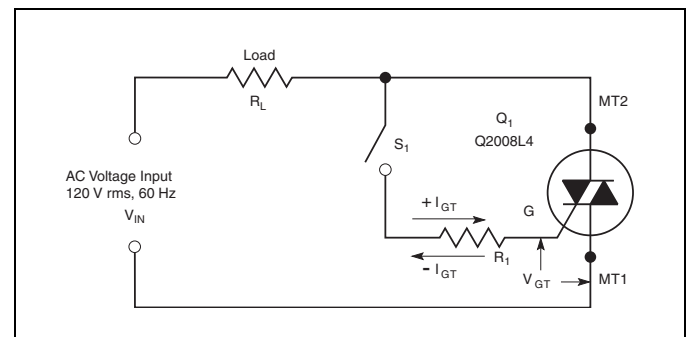 Load
R_L
MT2
Q_1
Q2008L4
S_1
AC Voltage Input
120 V rms, 60 Hz
V_IN
+ I_GT
G
- I_GT
R_1
V_GT
MT1